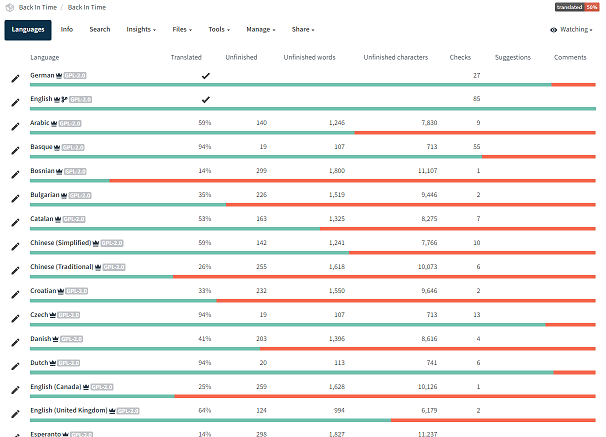 Back In Time / Back In Time translated 50%
Languages Info Search Insights Files Tools Manage Share Watching
Language Translated Unfinished Unfinished words Unfinished characters Checks Suggestions Comments
German GPL-2.0 27
English GPL-2.0 85
Arabic GPL-2.0 59% 140 1,246 7,830 9
Basque GPL-2.0 94% 19 107 713 55
Bosnian GPL-2.0 14% 299 1,800 11,107 1
Bulgarian GPL-2.0 35% 226 1,519 9,446 2
Catalan GPL-2.0 53% 163 1,325 8,275 7
Chinese (Simplified) GPL-2.0 59% 142 1,241 7,766 10
Chinese (Traditional) GPL-2.0 26% 255 1,618 10,073 6
Croatian GPL-2.0 33% 232 1,550 9,646 2
Czech GPL-2.0 94% 19 107 713 13
Danish GPL-2.0 41% 203 1,396 8,616 4
Dutch GPL-2.0 94% 20 113 741 6
English (Canada) GPL-2.0 25% 259 1,628 10,126 1
English (United Kingdom) GPL-2.0 64% 124 994 6,179 2
Esperanto GPL-2.0 14% 298 1,827 11,237